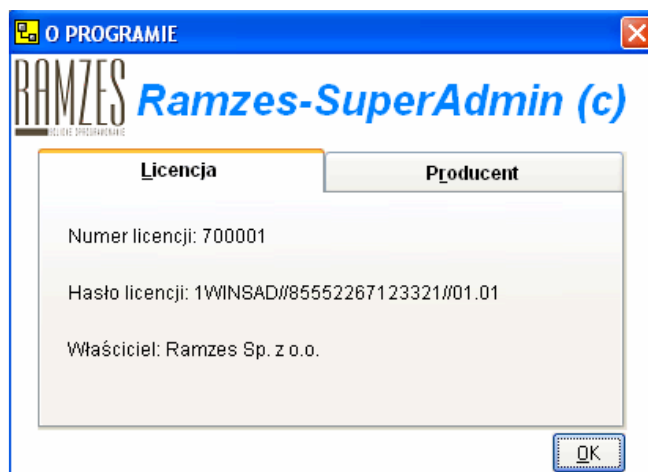 O PROGRAMIE
RAMZES
Ramzes-SuperAdmin (c)
Licencja
Producent
Numer licencji: 700001
Hasło licencji: 1WINSAD//85552267123321//01.01
Właściciel: Ramzes Sp. z o.o.
OK